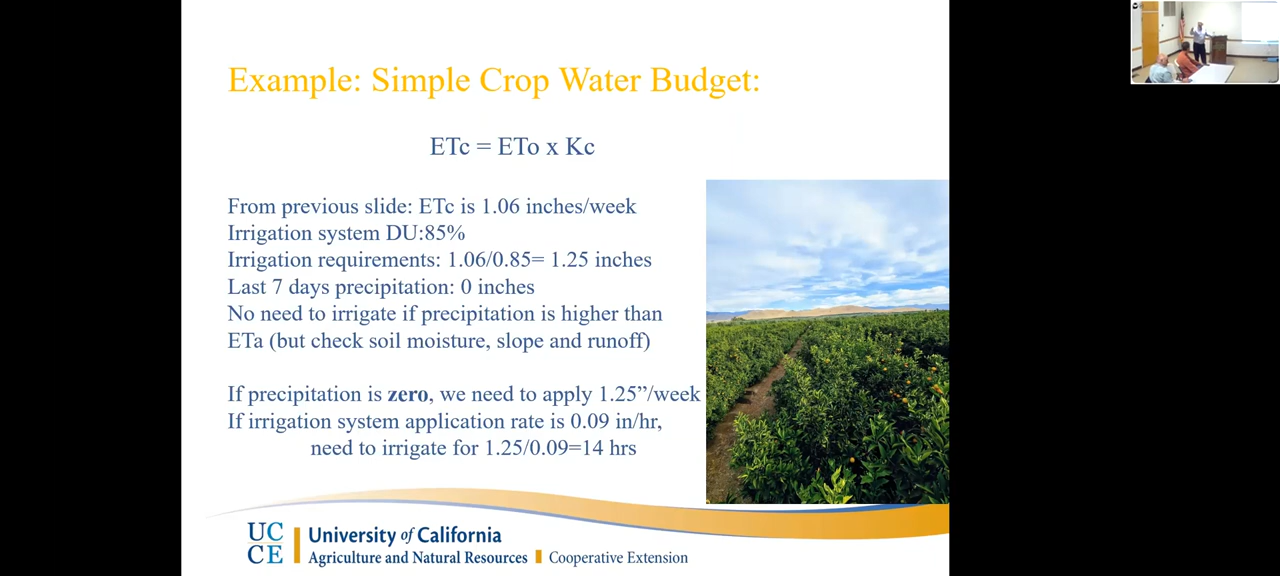 Example: Simple Crop Water Budget:
ETc = ETo x Kc
From previous slide: ETc is 1.06 inches/week
Irrigation system DU:85%
Irrigation requirements: 1.06/0.85= 1.25 inches
Last 7 days precipitation: 0 inches
No need to irrigate if precipitation is higher than
ETa (but check soil moisture, slope and runoff)
If precipitation is zero, we need to apply 1.25”/week
If irrigation system application rate is 0.09 in/hr,
need to irrigate for 1.25/0.09=14 hrs
UC
CE
University of California
Agriculture and Natural Resources
Cooperative Extension